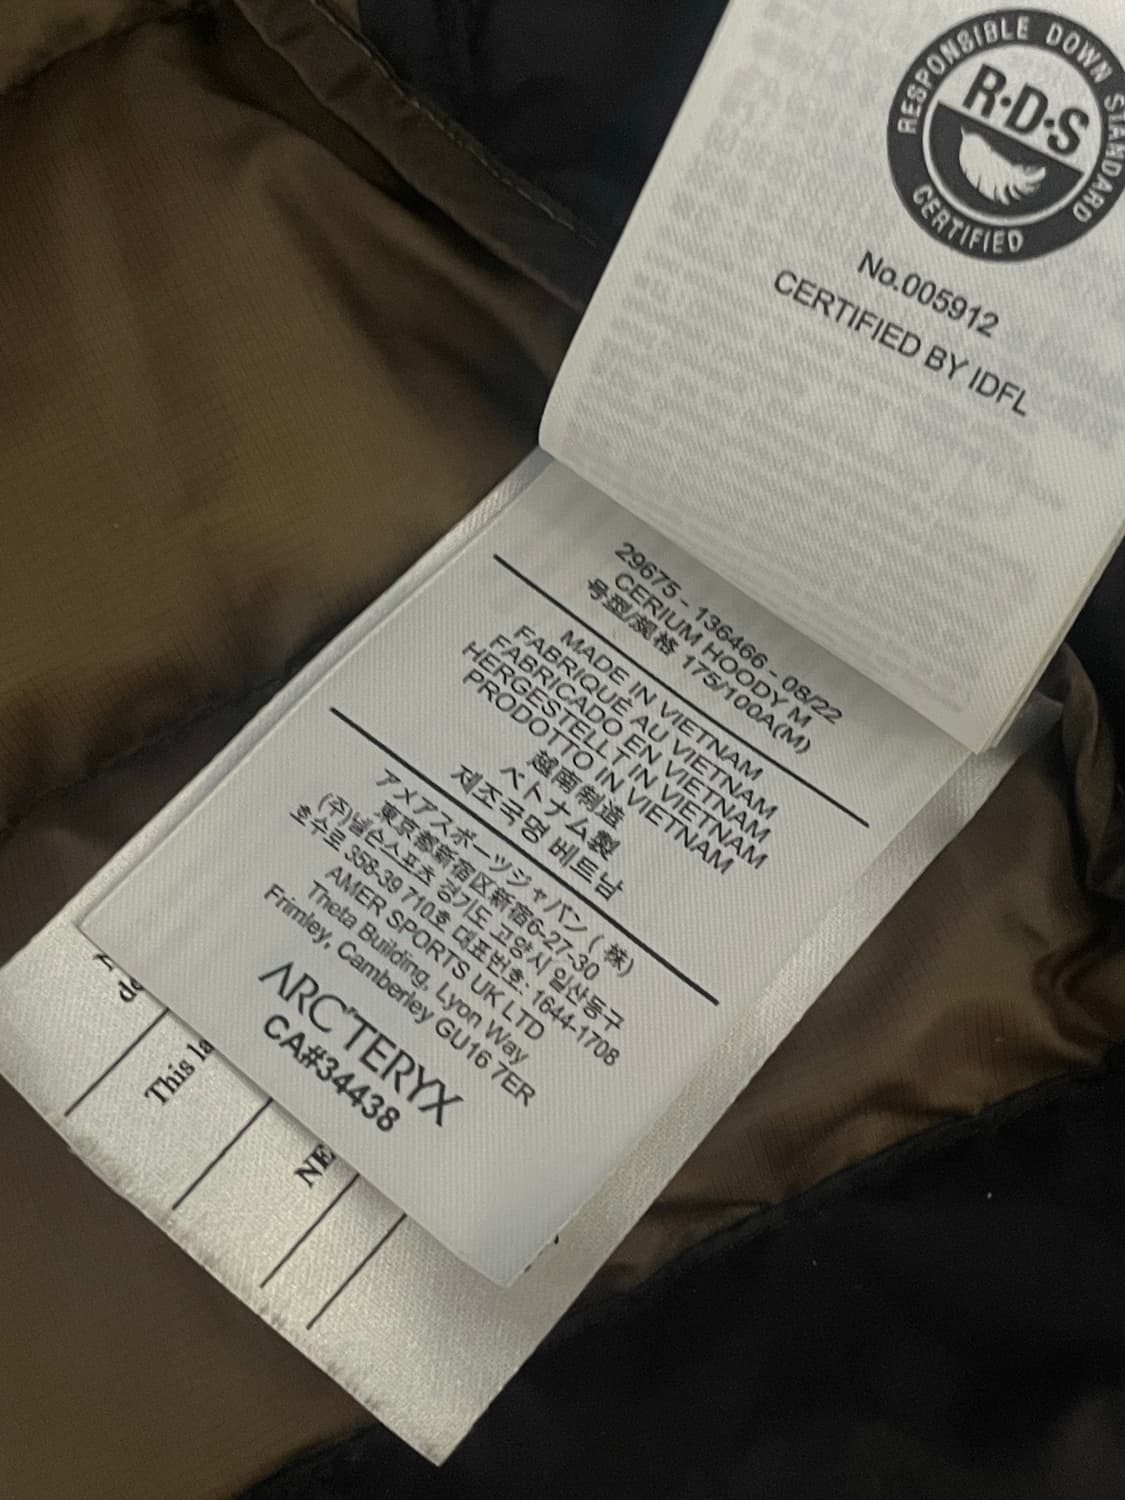 RESPONSIBLE DOWN STANDARD
R·D·S
CERTIFIED
No.005912
CERTIFIED BY IDFL
29675 - 136466 - 08/22
CERIUM HOODY M
号型/规格 175/100A(M)
MADE IN VIETNAM
FABRIQUÉ AU VIETNAM
FABRICADO EN VIETNAM
HERGESTELLT IN VIETNAM
PRODOTTO IN VIETNAM
越南制造
ベトナム製
제조국명 베트남
アメアスポーツジャパン(株)
東京都新宿区新宿6-27-30
(주)넬슨스포츠 경기도 고양시 일산동구
호수로 358-39 710호 대표번호: 1644-1708
AMER SPORTS UK LTD
Theta Building, Lyon Way
Frimley, Camberley GU16 7ER
ARC'TERYX
CA#34438
This la
NE